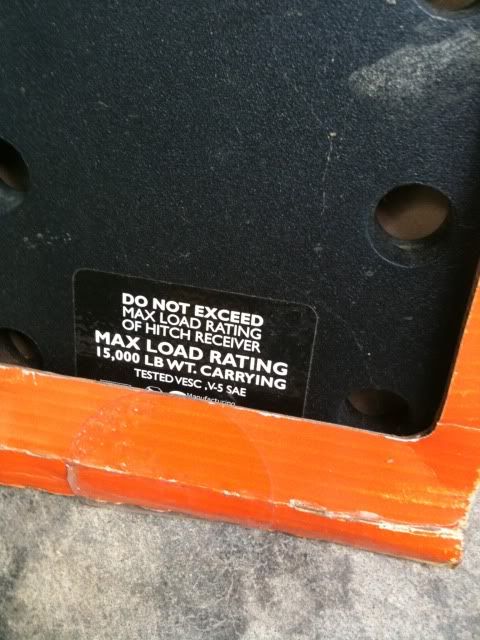 DO NOT EXCEED
MAX LOAD RATING
OF HITCH RECEIVER
MAX LOAD RATING
15,000 LB WT. CARRYING
TESTED VESC .V-5 SAE
Manufacturing